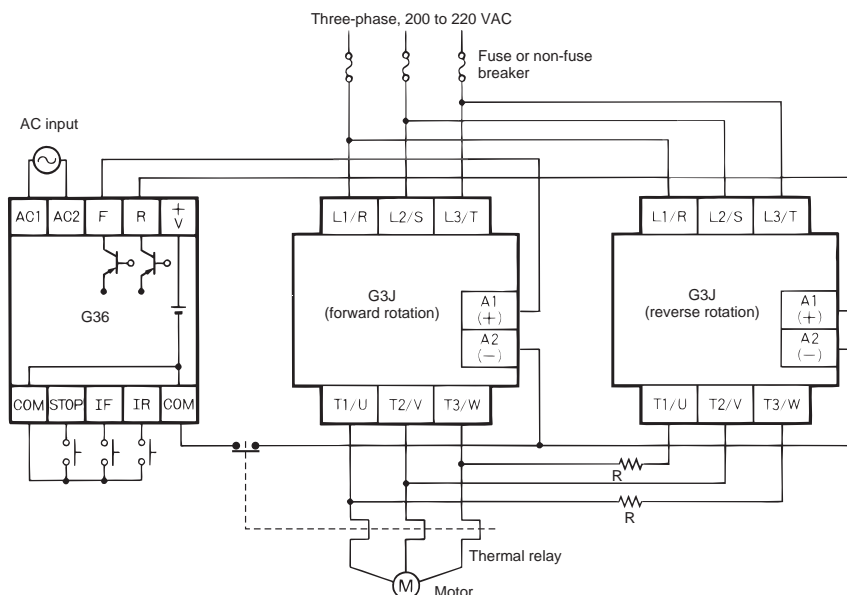 Three-phase, 200 to 220 VAC
Fuse or non-fuse
breaker
AC input
AC1 AC2 F R + V
G36
COM STOP IF IR COM
L1/R L2/S L3/T
G3J
(forward rotation)
A1
(+)
A2
(−)
T1/U T2/V T3/W
L1/R L2/S L3/T
G3J
(reverse rotation)
A1
(+)
A2
(−)
T1/U T2/V T3/W
R
R
Thermal relay
M
Motor